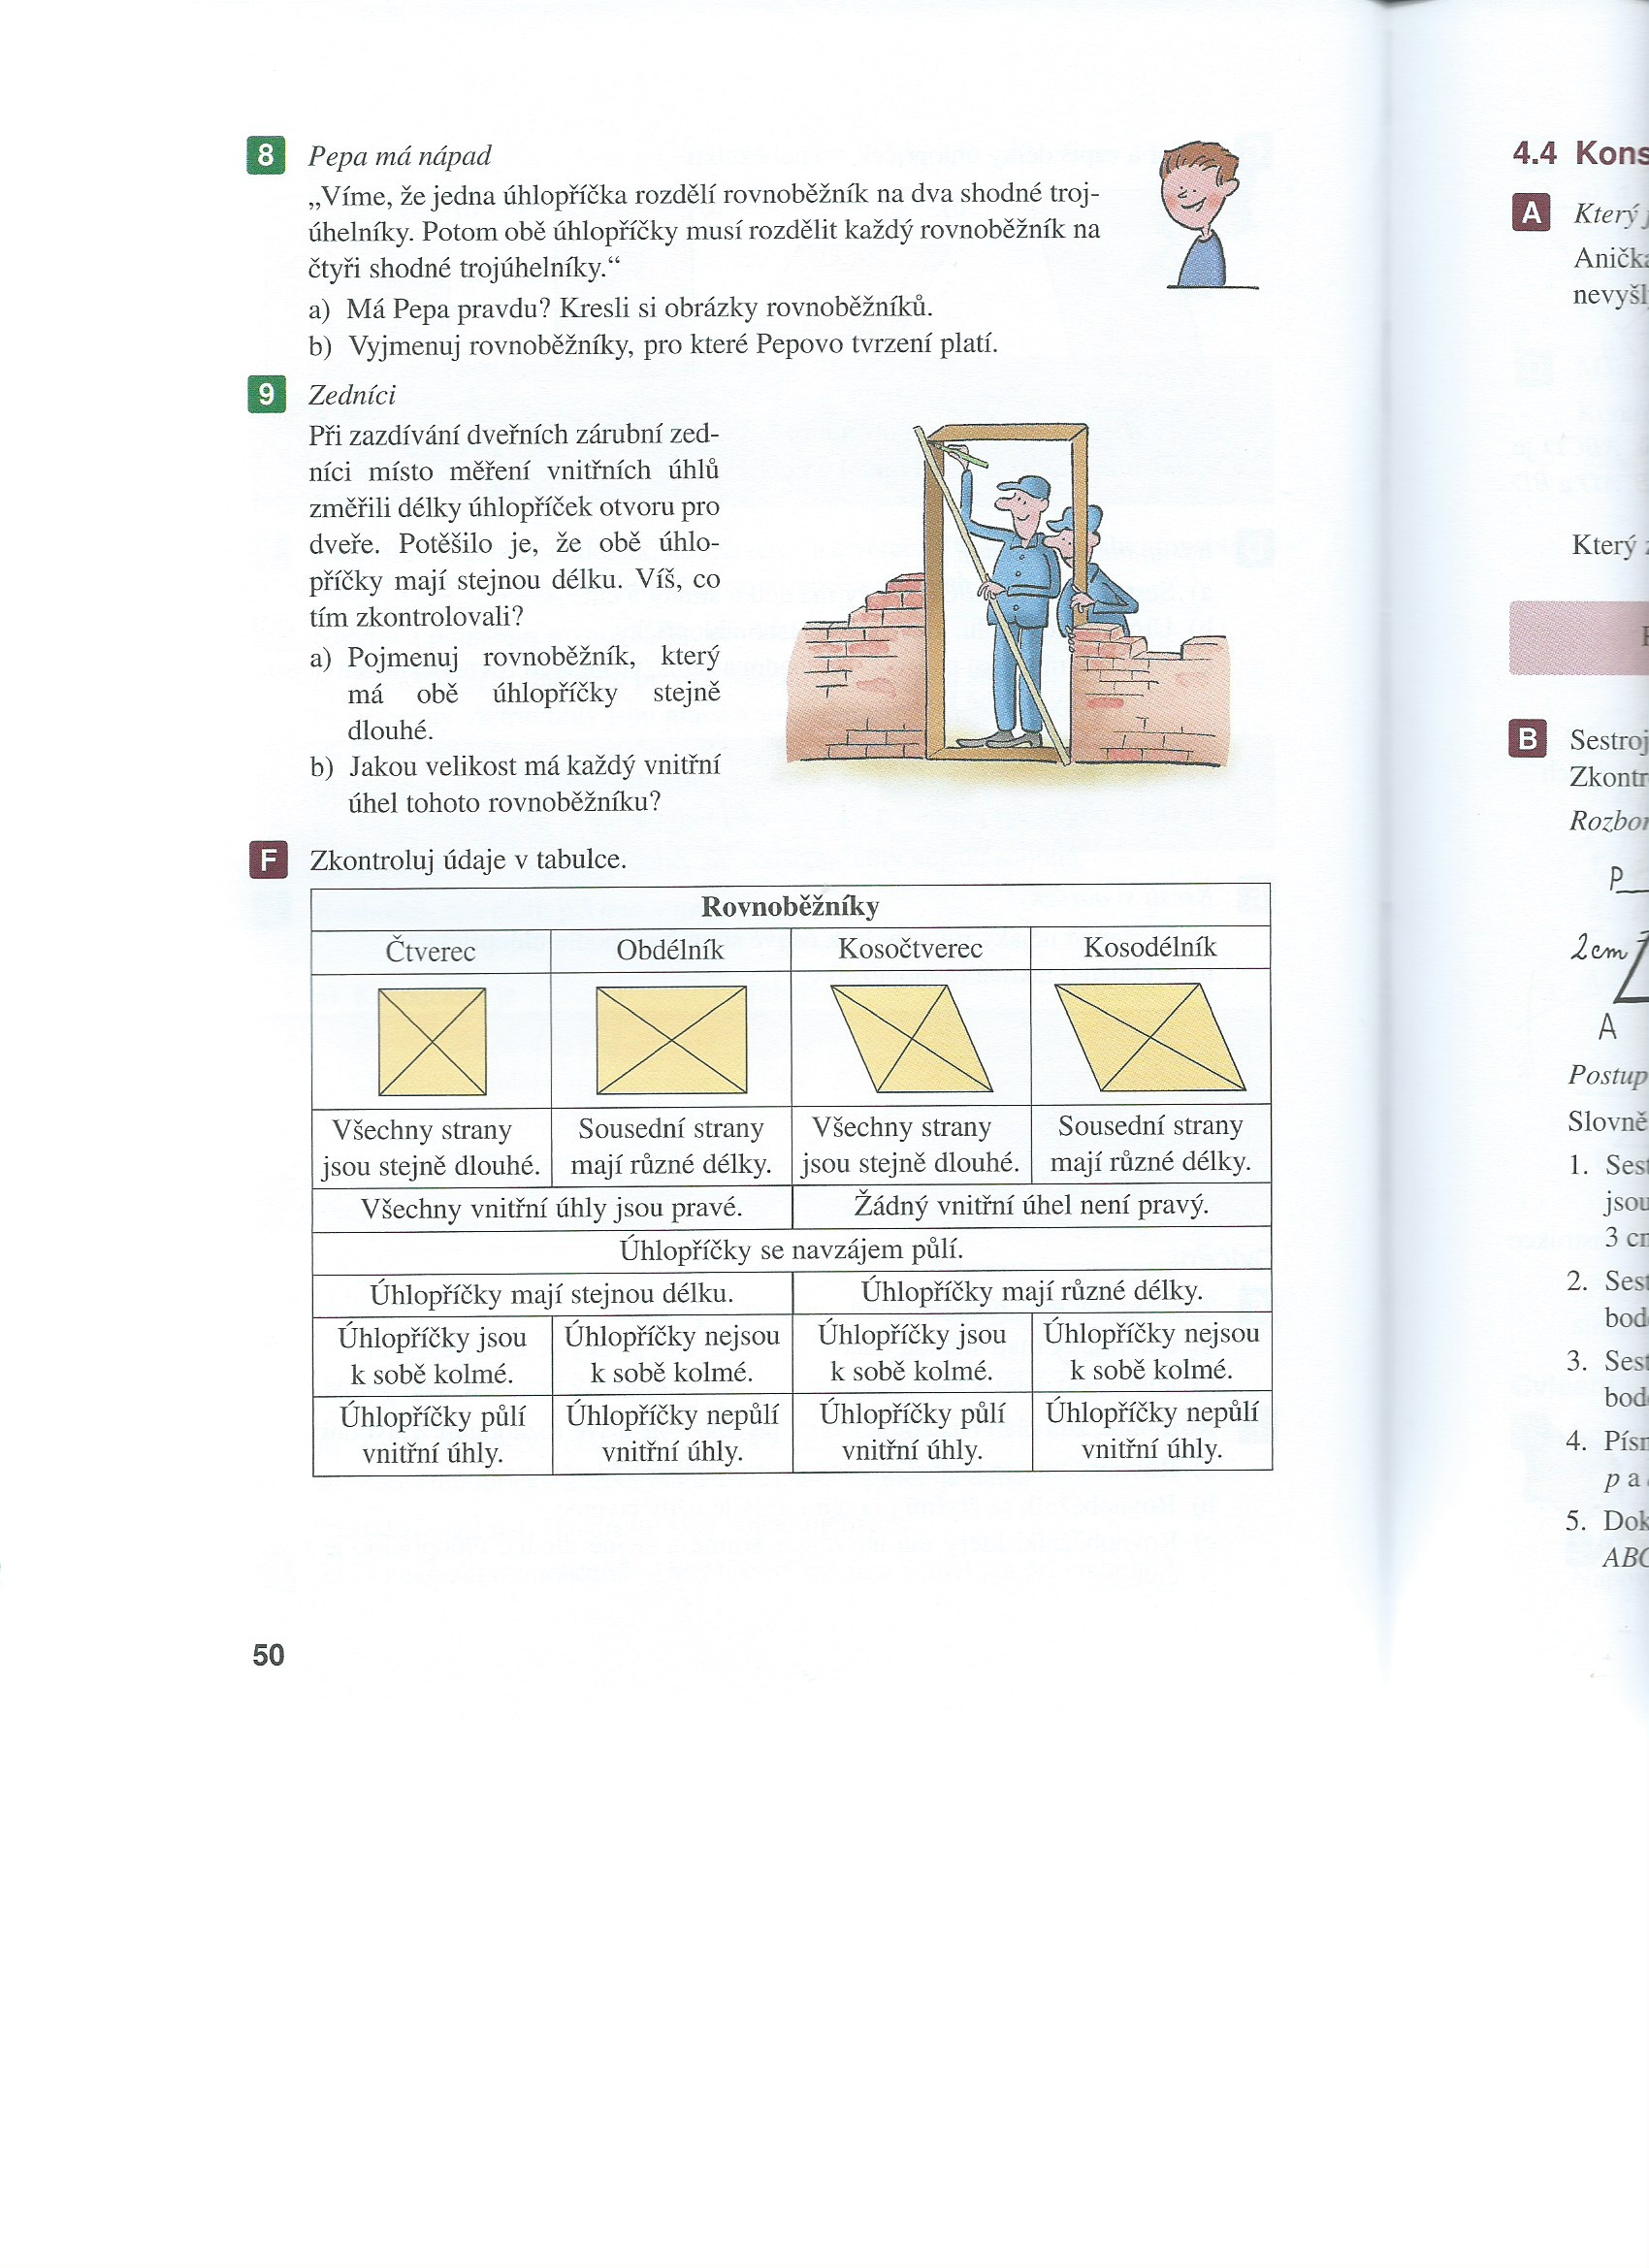 8 Pepa má nápad
„Víme, že jedna úhlopříčka rozdělí rovnoběžník na dva shodné troj-
úhelníky. Potom obě úhlopříčky musí rozdělit každý rovnoběžník na
čtyři shodné trojúhelníky.“
a) Má Pepa pravdu? Kresli si obrázky rovnoběžníků.
b) Vyjmenuj rovnoběžníky, pro které Pepovo tvrzení platí.
9 Zedníci
Při zazdívání dveřních zárubní zed-
níci místo měření vnitřních úhlů
změřili délky úhlopříček otvoru pro
dveře. Potěšilo je, že obě úhlo-
příčky mají stejnou délku. Víš, co
tím zkontrolovali?
a) Pojmenuj rovnoběžník, který
má obě úhlopříčky stejně
dlouhé.
b) Jakou velikost má každý vnitřní
úhel tohoto rovnoběžníku?
F Zkontroluj údaje v tabulce.
Rovnoběžníky
Čtverec Obdélník Kosočtverec Kosodélník
Všechny strany Sousední strany Všechny strany Sousední strany
jsou stejně dlouhé. mají různé délky. jsou stejně dlouhé. mají různé délky.
Všechny vnitřní úhly jsou pravé. Žádný vnitřní úhel není pravý.
Úhlopříčky se navzájem půlí.
Úhlopříčky mají stejnou délku. Úhlopříčky mají různé délky.
Úhlopříčky jsou Úhlopříčky nejsou Úhlopříčky jsou Úhlopříčky nejsou
k sobě kolmé. k sobě kolmé. k sobě kolmé. k sobě kolmé.
Úhlopříčky půlí Úhlopříčky nepůlí Úhlopříčky půlí Úhlopříčky nepůlí
vnitřní úhly. vnitřní úhly. vnitřní úhly. vnitřní úhly.
50
4.4 Kons
A Který
Aničk
nevyšl
Který
B Sestroj
Zkontr
Rozbor
P
2cm
A
Postup
Slovně
1. Sest
jsou
3 cm
2. Sest
bod
3. Sest
bod
4. Písm
p a
5. Dok
ABC